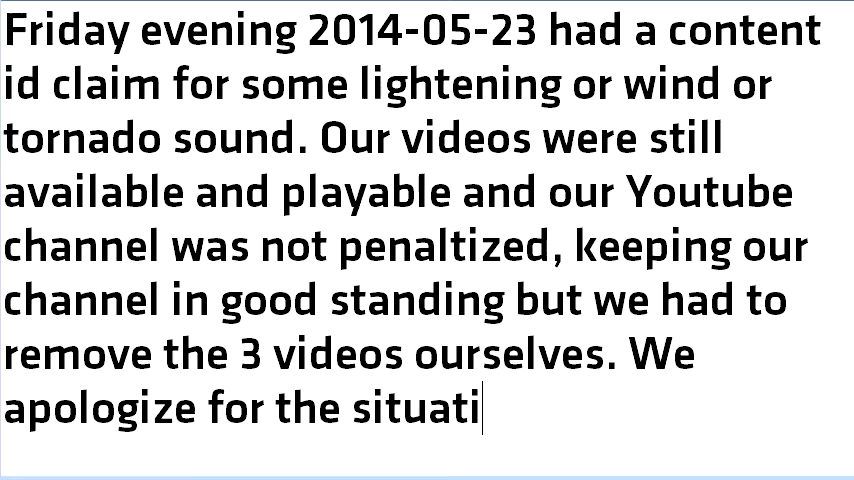 Friday evening 2014-05-23 had a content
id claim for some lightening or wind or
tornado sound. Our videos were still
available and playable and our Youtube
channel was not penaltized, keeping our
channel in good standing but we had to
remove the 3 videos ourselves. We
apologize for the situati